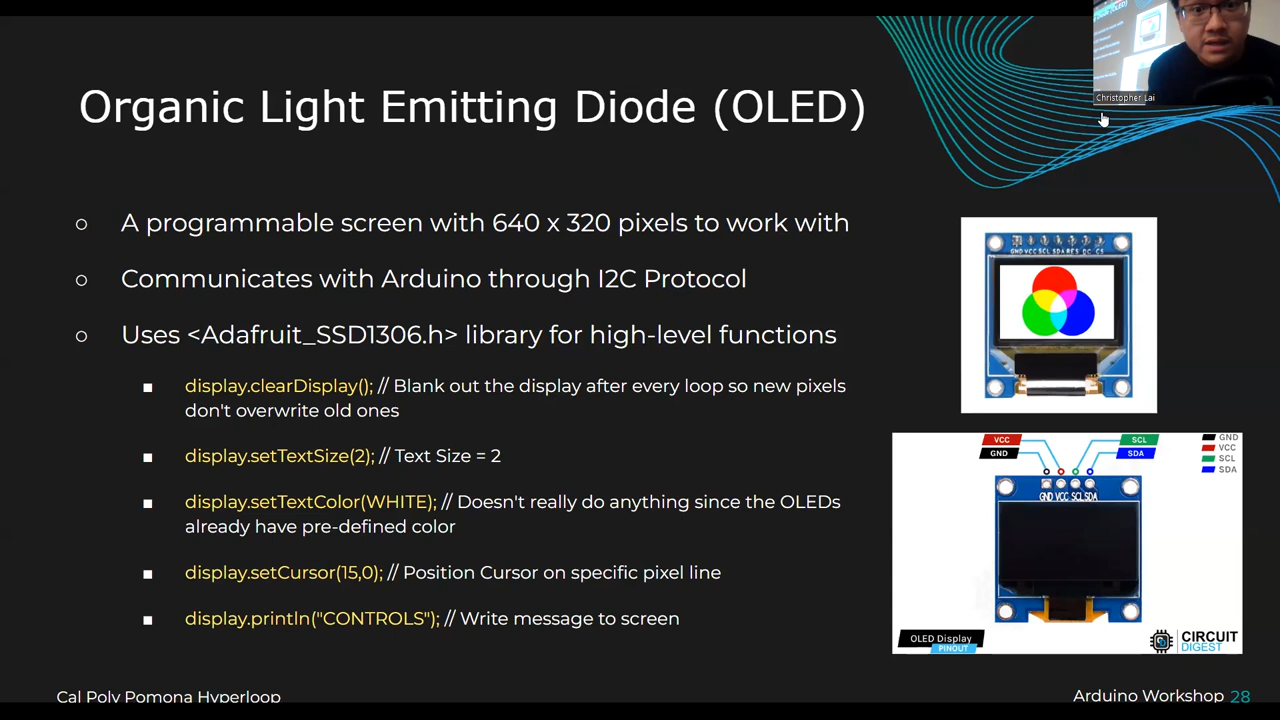 Christopher Lai
Organic Light Emitting Diode (OLED)
A programmable screen with 640 x 320 pixels to work with
Communicates with Arduino through I2C Protocol
Uses <Adafruit_SSD1306.h> library for high-level functions
display.clearDisplay(); // Blank out the display after every loop so new pixels
don't overwrite old ones
display.setTextSize(2); // Text Size = 2
display.setTextColor(WHITE); // Doesn't really do anything since the OLEDs
already have pre-defined color
display.setCursor(15,0); // Position Cursor on specific pixel line
display.println("CONTROLS"); // Write message to screen
GND VCC SCL SDA RES DC CS
VCC
GND
SCL
SDA
GND
VCC
SCL
SDA
GND VCC SCL SDA
OLED Display
PINOUT
CIRCUIT
DIGEST
Cal Poly Pomona Hyperloop
Arduino Workshop 28